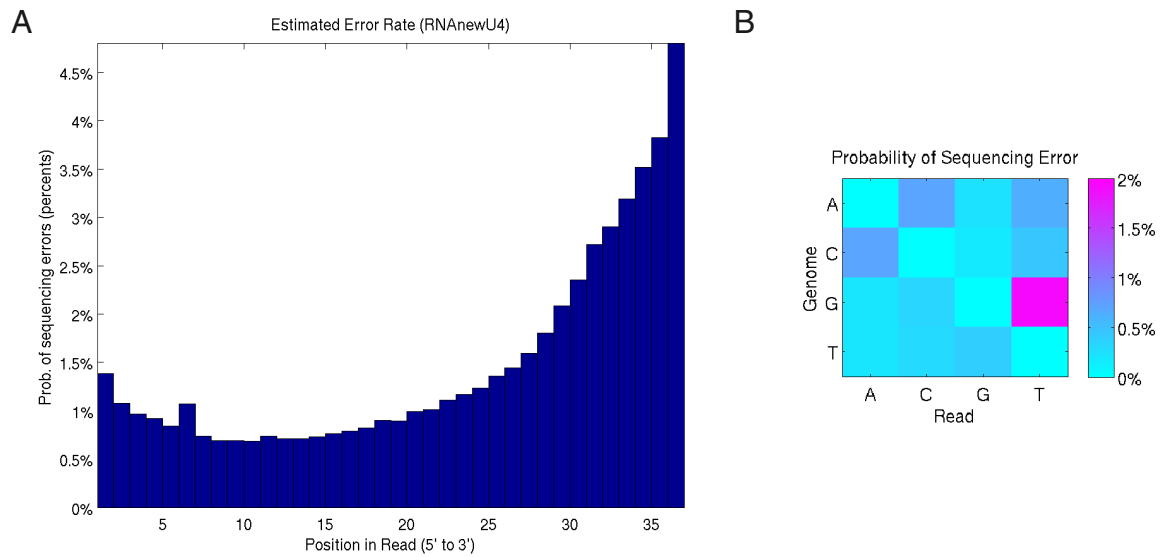 A
Estimated Error Rate (RNAnewU4)
4.5%
4%
3.5%
3%
2.5%
2%
1.5%
1%
0.5%
0%
Prob. of sequencing errors (percents)
5 10 15 20 25 30 35
Position in Read (5' to 3')
B
Probability of Sequencing Error
Genome
A
C
G
T
A C G T
Read
2%
1.5%
1%
0.5%
0%